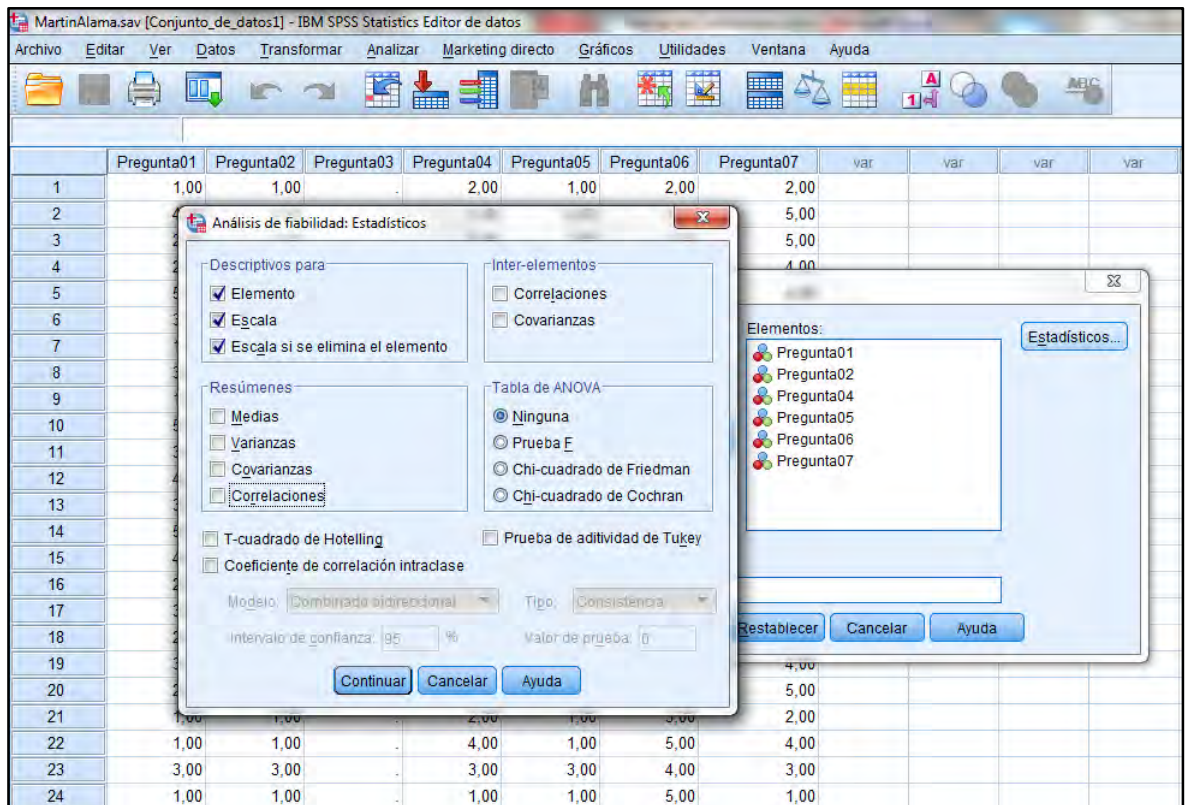 MartinAlama.sav [Conjunto_de_datos1] - IBM SPSS Statistics Editor de datos
Archivo Editar Ver Datos Transformar Analizar Marketing directo Gráficos Utilidades Ventana Ayuda
Pregunta01 Pregunta02 Pregunta03 Pregunta04 Pregunta05 Pregunta06 Pregunta07 var var var var
1 1,00 1,00 . 2,00 1,00 2,00 2,00
2 5,00
3 5,00
4 4,00
5
6
7
8
9
10
11
12
13
14
15
16
17
18
19 4,00
20 5,00
21 1,00 1,00 . 2,00 1,00 5,00 2,00
22 1,00 1,00 . 4,00 1,00 5,00 4,00
23 3,00 3,00 . 3,00 3,00 4,00 3,00
24 1,00 1,00 . 1,00 1,00 5,00 1,00
Análisis de fiabilidad: Estadísticos
Descriptivos para
Elemento
Escala
Escala si se elimina el elemento
Inter-elementos
Correlaciones
Covarianzas
Resúmenes
Medias
Varianzas
Covarianzas
Correlaciones
Tabla de ANOVA
Ninguna
Prueba F
Chi-cuadrado de Friedman
Chi-cuadrado de Cochran
T-cuadrado de Hotelling
Prueba de aditividad de Tukey
Coeficiente de correlación intraclase
Modelo: Combinado bidireccional Tipo: Consistencia
Intervalo de confianza: 95 % Valor de prueba: 0
Continuar Cancelar Ayuda
Elementos:
Pregunta01
Pregunta02
Pregunta04
Pregunta05
Pregunta06
Pregunta07
Estadísticos...
Restablecer Cancelar Ayuda